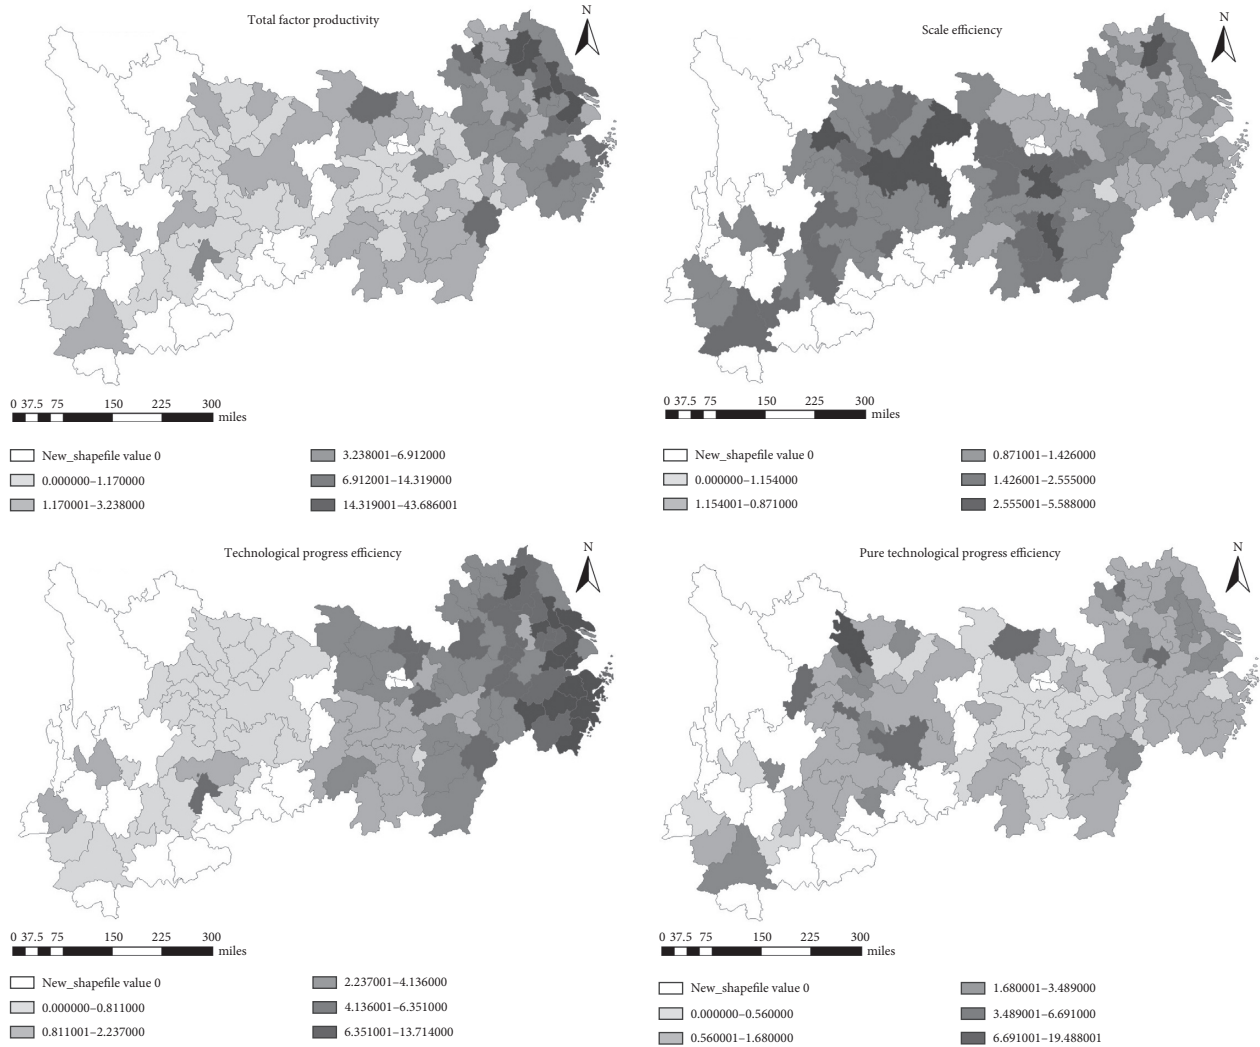 Total factor productivity
N
0 37.5 75 150 225 300
miles
New_shapefile value 0
0.000000–1.170000
1.170001–3.238000
3.238001–6.912000
6.912001–14.319000
14.319001–43.686001
Scale efficiency
N
0 37.5 75 150 225 300
miles
New_shapefile value 0
0.000000–1.154000
1.154001–0.871000
0.871001–1.426000
1.426001–2.555000
2.555001–5.588000
Technological progress efficiency
N
0 37.5 75 150 225 300
miles
New_shapefile value 0
0.000000–0.811000
0.811001–2.237000
2.237001–4.136000
4.136001–6.351000
6.351001–13.714000
Pure technological progress efficiency
N
0 37.5 75 150 225 300
miles
New_shapefile value 0
0.000000–0.560000
0.560001–1.680000
1.680001–3.489000
3.489001–6.691000
6.691001–19.488001